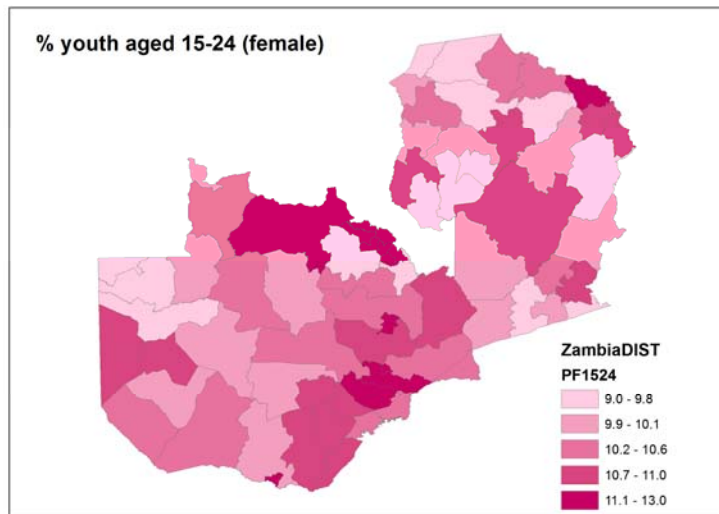 % youth aged 15-24 (female)
ZambiaDIST
PF1524
9.0 - 9.8
9.9 - 10.1
10.2 - 10.6
10.7 - 11.0
11.1 - 13.0